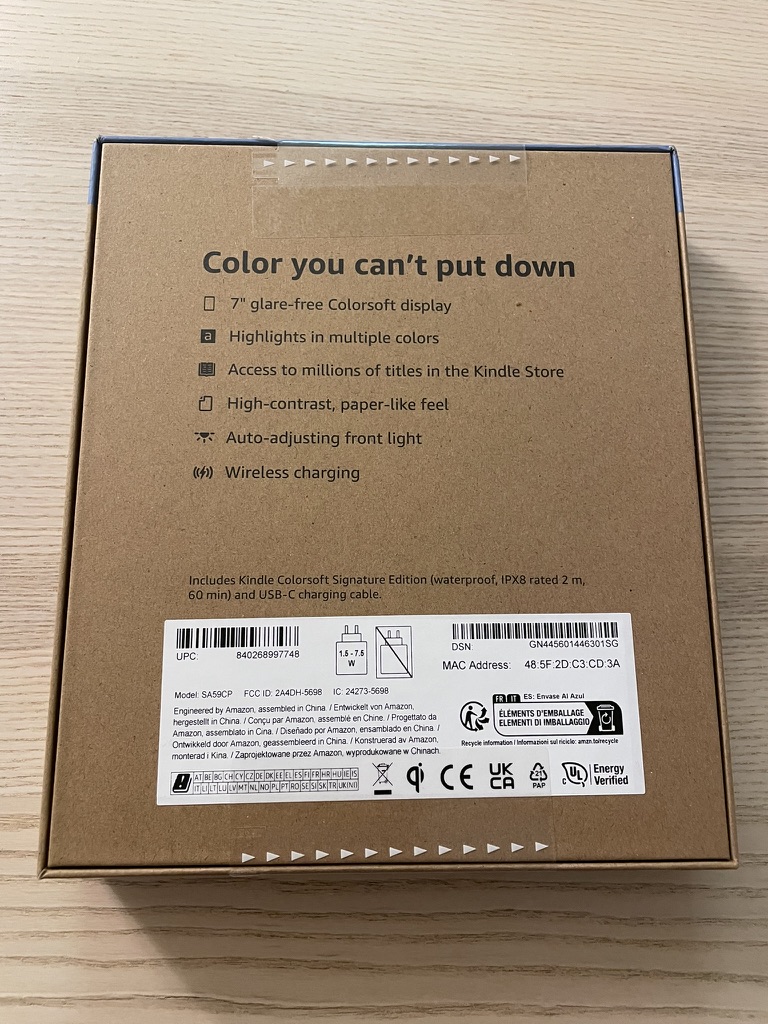 Color you can't put down
7" glare-free Colorsoft display
a
Highlights in multiple colors
Access to millions of titles in the Kindle Store
High-contrast, paper-like feel
Auto-adjusting front light
Wireless charging
Includes Kindle Colorsoft Signature Edition (waterproof, IPX8 rated 2 m,
60 min) and USB-C charging cable.
UPC: 840268997748
1.5 - 7.5
W
DSN: GN445601446301SG
MAC Address: 48:5F:2D:C3:CD:3A
Model: SA59CP FCC ID: 2A4DH-5698 IC: 24273-5698
Engineered by Amazon, assembled in China. / Entwickelt von Amazon,
hergestellt in China. / Conçu par Amazon, assemblé en Chine. / Progettato da
Amazon, assemblato in Cina. / Diseñado por Amazon, ensamblado en China. /
Ontwikkeld door Amazon, geassembleerd in China. / Konstruerad av Amazon,
monterad i Kina. / Zaprojektowane przez Amazon, wyprodukowane w Chinach.
FR IT ES: Envase Al Azul
ÉLÉMENTS D'EMBALLAGE
ELEMENTI DI IMBALLAGGIO
Recycle information / Informazioni sul riciclo: amzn.to/recycle
AT BE BG CH CY CZ DE DK EE EL ES FI FR HR HU IE IS
IT LI LT LU LV MT NL NO PL PT RO SE SI SK TR UK(NI)
qi CE UK
CA
21
PAP
c UL Energy
Verified